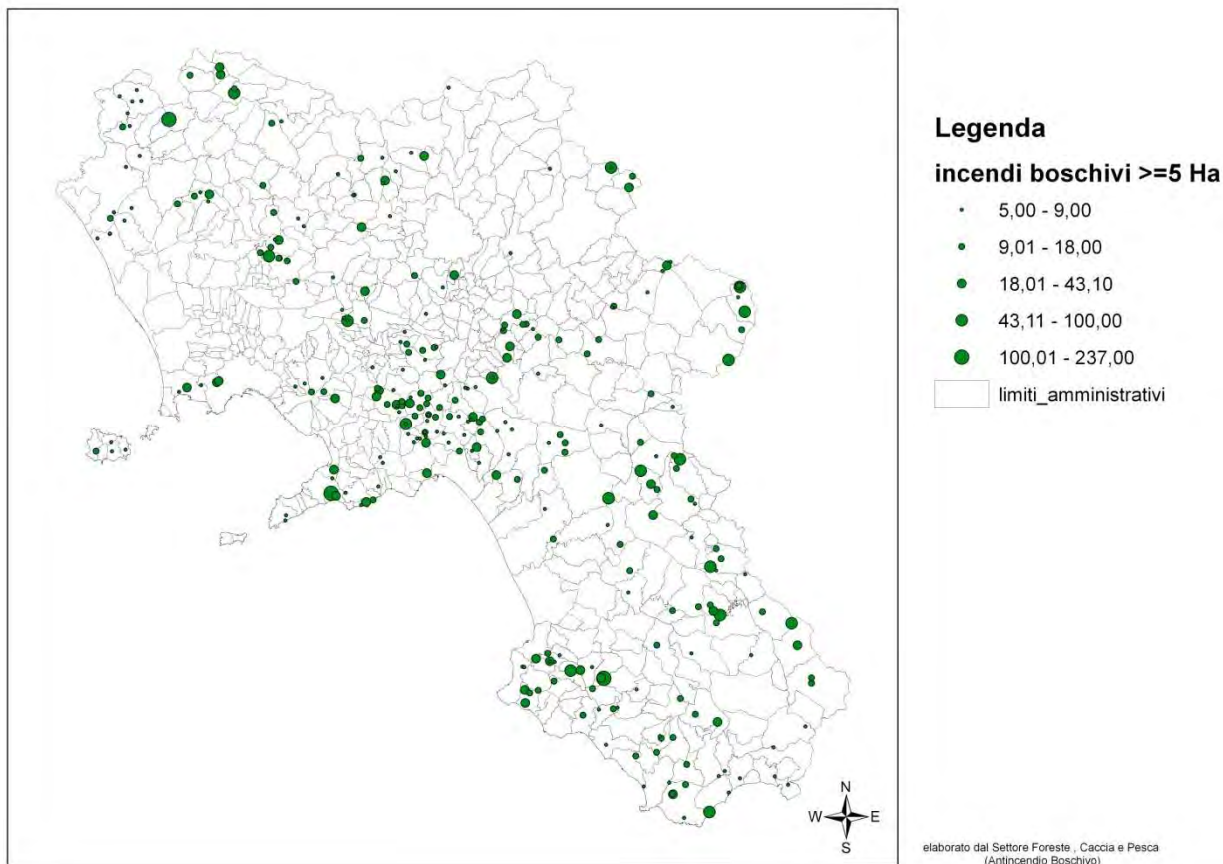 Legenda
incendi boschivi >=5 Ha
5,00 - 9,00
9,01 - 18,00
18,01 - 43,10
43,11 - 100,00
100,01 - 237,00
limiti_amministrativi
N
W E
S
elaborato dal Settore Foreste , Caccia e Pesca
(Antincendio Boschivo)